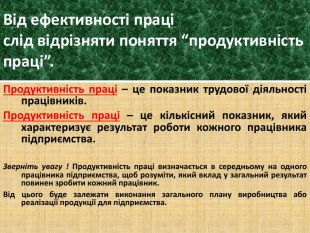 Від ефективності праці
слід відрізняти поняття “продуктивність
праці”.
Продуктивність праці – це показник трудової діяльності
працівників.
Продуктивність праці – це кількісний показник, який
характеризує результат роботи кожного працівника
підприємства.
Зверніть увагу ! Продуктивність праці визначається в середньому на одного
працівника підприємства, щоб розуміти, який вклад у загальний результат
повинен зробити кожний працівник.
Від цього буде залежати виконання загального плану виробництва або
реалізації продукції для підприємства.